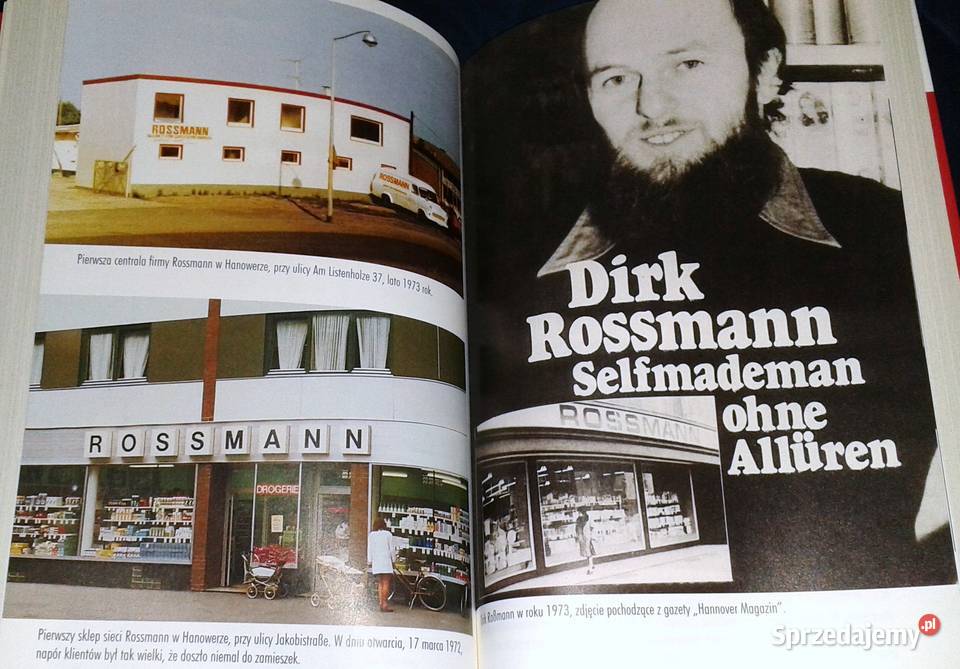 ROSSMANN
ROSSMANN
Pierwsza centrala firmy Rossmann w Hanowerze, przy ulicy Am Listenholze 37, lato 1973 rok.
ROSSMANN
DROGERIE
Pierwszy sklep sieci Rossmann w Hanowerze, przy ulicy Jakobistraße. W dniu otwarcia, 17 marca 1972,
napór klientów był tak wielki, że doszło niemal do zamieszek.
Dirk
Rossmann
Selfmademan
ohne
Allüren
ROSSMANN
Roßmann w roku 1973, zdjęcie pochodzące z gazety „Hannover Magazin".
Sprzedajemy.pl